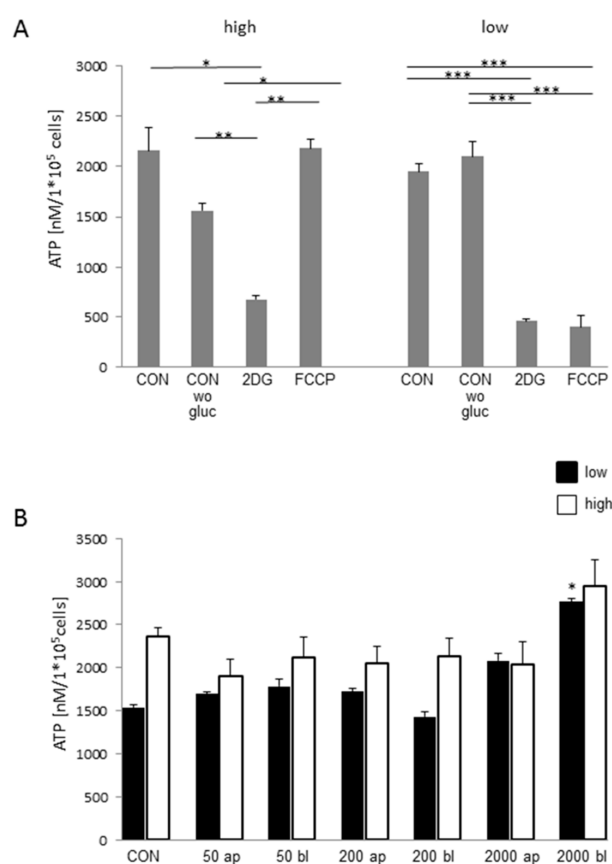 A
high low
* ***
* ***
** ***
** ***
3000
2500
2000
1500
1000
500
0
ATP [nM/1*10⁵ cells]
CON CON 2DG FCCP CON CON 2DG FCCP
wo wo
gluc gluc
low
high
B
3500
3000
2500
2000
1500
1000
500
0
ATP [nM/1*10⁵cells]
*
CON 50 ap 50 bl 200 ap 200 bl 2000 ap 2000 bl